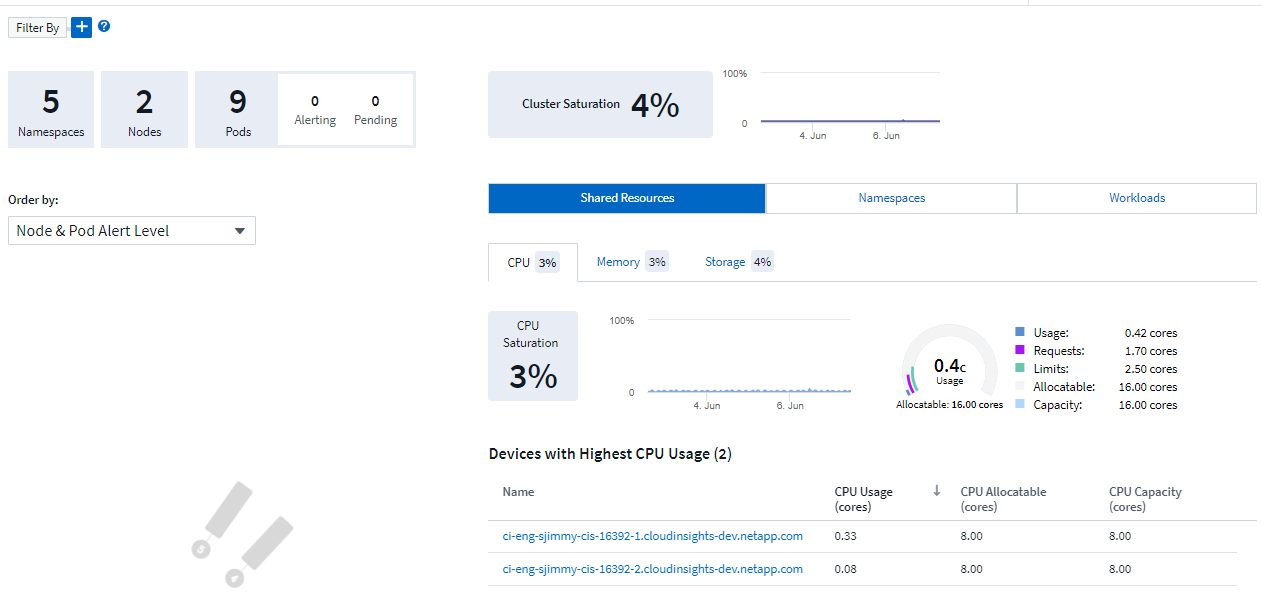 Filter By + ?
5
Namespaces
2
Nodes
9
Pods
0
Alerting
0
Pending
Cluster Saturation 4%
100%
0
4. Jun
6. Jun
Order by:
Node & Pod Alert Level
Shared Resources
Namespaces
Workloads
CPU 3%
Memory 3%
Storage 4%
CPU
Saturation
3%
100%
0
4. Jun
6. Jun
0.4c
Usage
Allocatable: 16.00 cores
Usage: 0.42 cores
Requests: 1.70 cores
Limits: 2.50 cores
Allocatable: 16.00 cores
Capacity: 16.00 cores
Devices with Highest CPU Usage (2)
Name
CPU Usage
(cores)
↓
CPU Allocatable
(cores)
CPU Capacity
(cores)
ci-eng-sjimmy-cis-16392-1.cloudinsights-dev.netapp.com 0.33 8.00 8.00
ci-eng-sjimmy-cis-16392-2.cloudinsights-dev.netapp.com 0.08 8.00 8.00